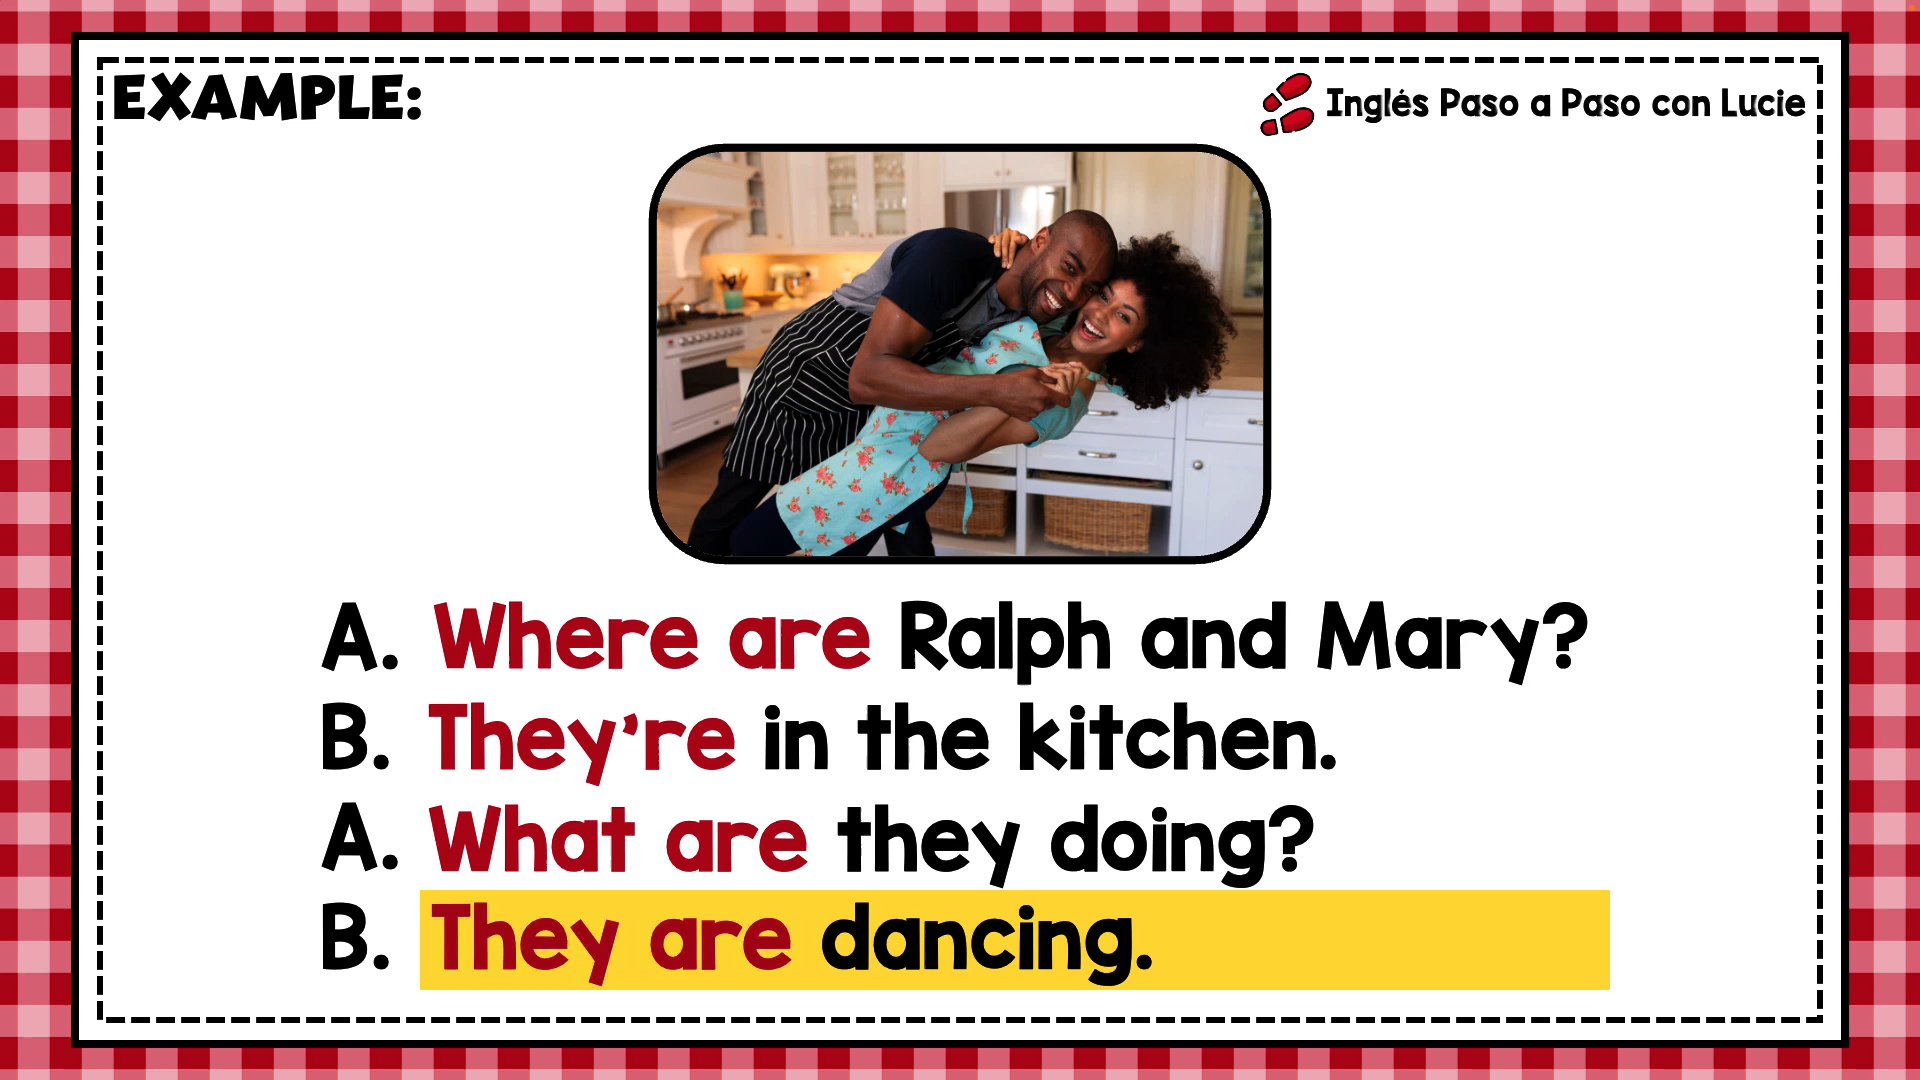 EXAMPLE:
Inglés Paso a Paso con Lucie
A. Where are Ralph and Mary?
B. They're in the kitchen.
A. What are they doing?
B. They are dancing.